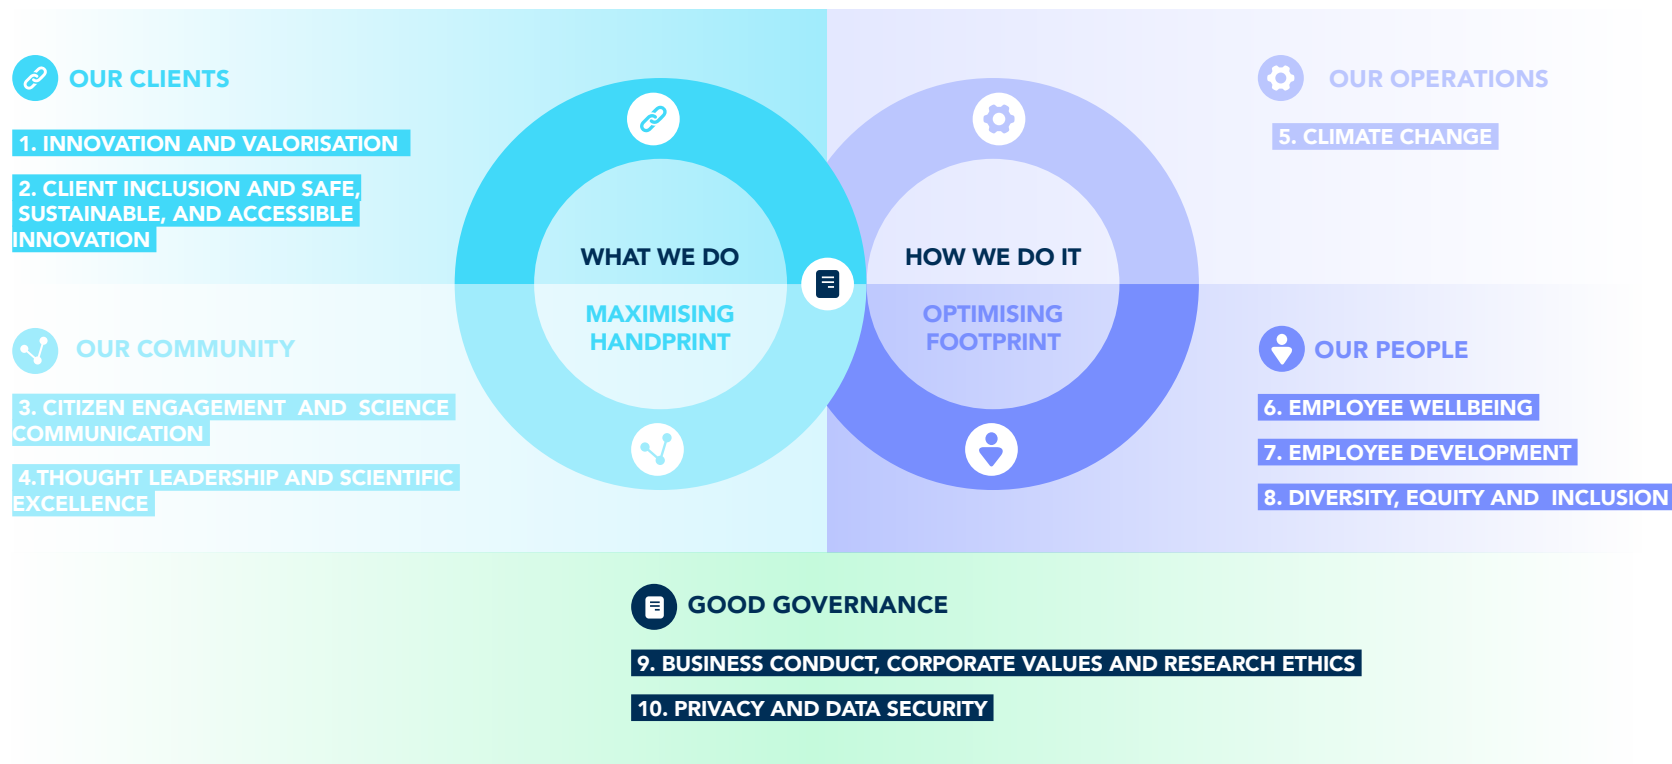 OUR CLIENTS
1. INNOVATION AND VALORISATION
2. CLIENT INCLUSION AND SAFE,
SUSTAINABLE, AND ACCESSIBLE
INNOVATION
OUR COMMUNITY
3. CITIZEN ENGAGEMENT AND SCIENCE
COMMUNICATION
4.THOUGHT LEADERSHIP AND SCIENTIFIC
EXCELLENCE
WHAT WE DO
MAXIMISING
HANDPRINT
HOW WE DO IT
OPTIMISING
FOOTPRINT
OUR OPERATIONS
5. CLIMATE CHANGE
OUR PEOPLE
6. EMPLOYEE WELLBEING
7. EMPLOYEE DEVELOPMENT
8. DIVERSITY, EQUITY AND INCLUSION
GOOD GOVERNANCE
9. BUSINESS CONDUCT, CORPORATE VALUES AND RESEARCH ETHICS
10. PRIVACY AND DATA SECURITY